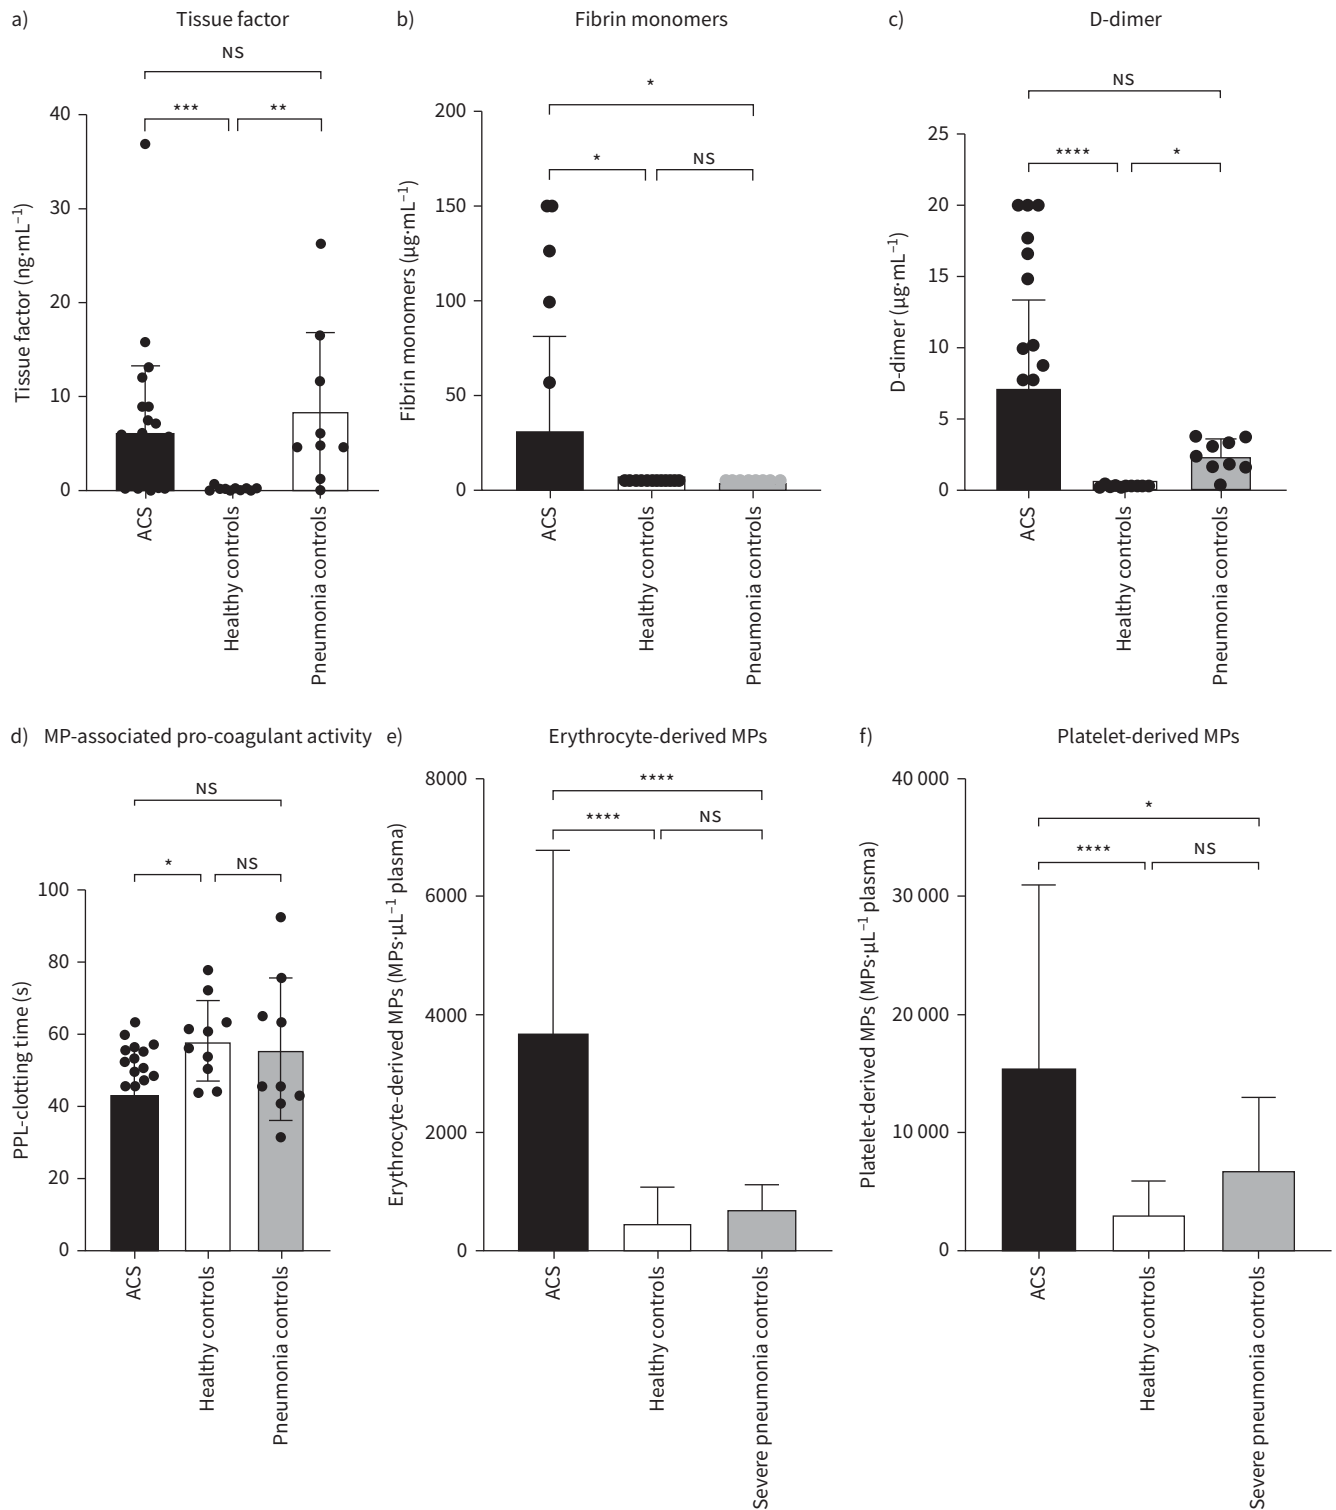 a) Tissue factor
NS
*** **
40
30
20
10
0
Tissue factor (ng·mL⁻¹)
ACS
Healthy controls
Pneumonia controls
b) Fibrin monomers
*
* NS
200
150
100
50
0
Fibrin monomers (µg·mL⁻¹)
ACS
Healthy controls
Pneumonia controls
c) D-dimer
NS
**** *
25
20
15
10
5
0
D-dimer (µg·mL⁻¹)
ACS
Healthy controls
Pneumonia controls
d) MP-associated pro-coagulant activity
NS
* NS
100
80
60
40
20
0
PPL-clotting time (s)
ACS
Healthy controls
Pneumonia controls
e) Erythrocyte-derived MPs
****
**** NS
8000
6000
4000
2000
0
Erythrocyte-derived MPs (MPs·µL⁻¹ plasma)
ACS
Healthy controls
Severe pneumonia controls
f) Platelet-derived MPs
*
**** NS
40 000
30 000
20 000
10 000
0
Platelet-derived MPs (MPs·µL⁻¹ plasma)
ACS
Healthy controls
Severe pneumonia controls